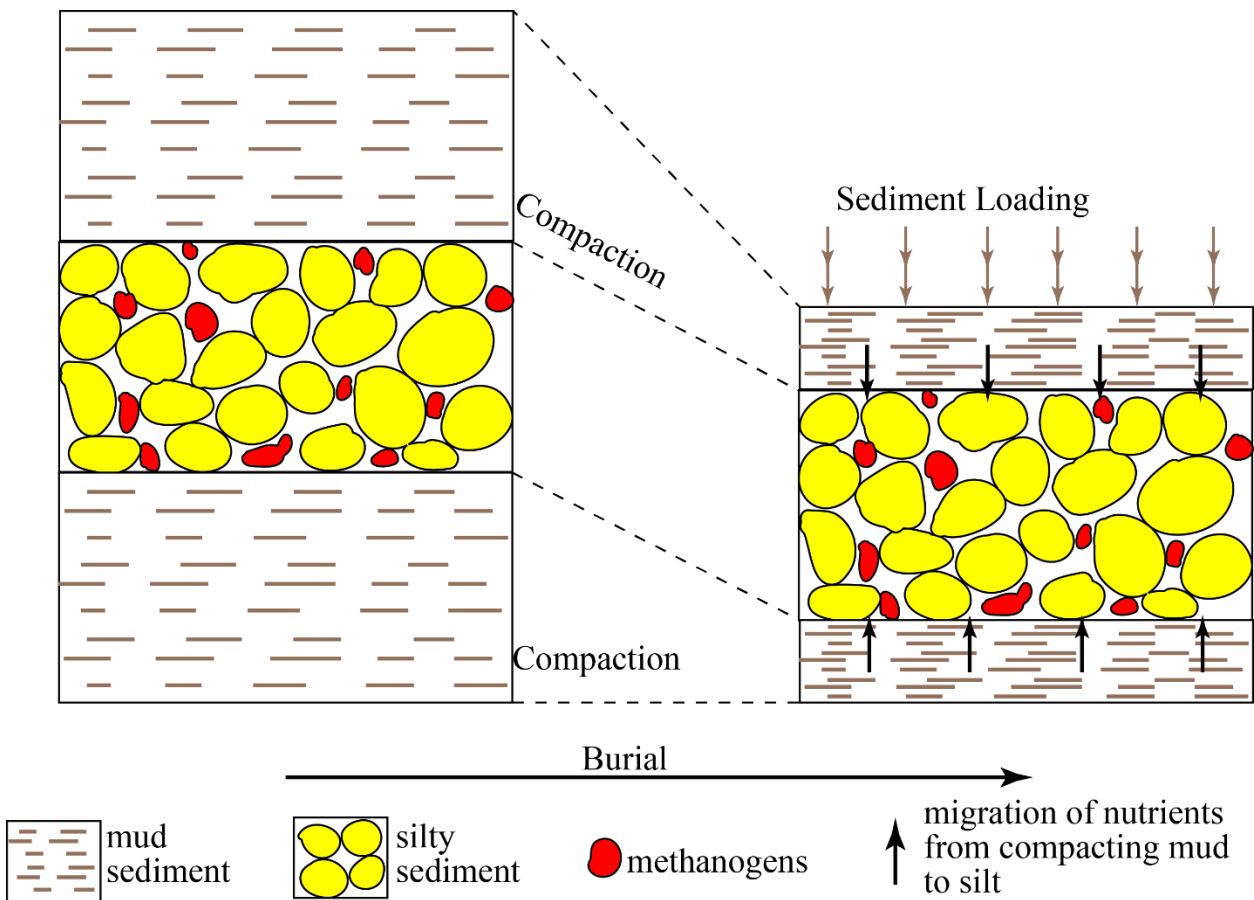 Compaction
Sediment Loading
Compaction
Burial
mud
sediment
silty
sediment
methanogens
migration of nutrients
from compacting mud
to silt